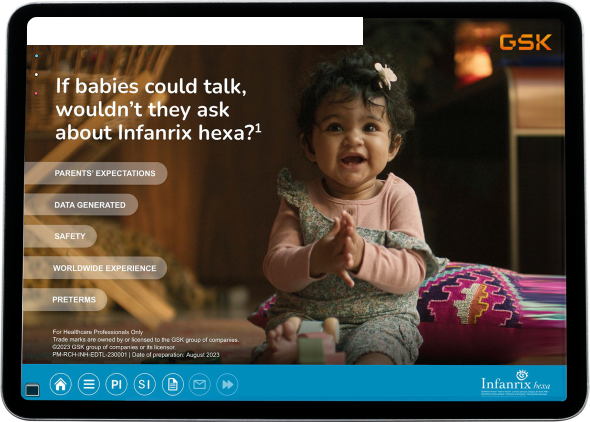 GSK
If babies could talk,
wouldn't they ask
about Infanrix hexa?¹
PARENTS' EXPECTATIONS
DATA GENERATED
SAFETY
WORLDWIDE EXPERIENCE
PRETERMS
For Healthcare Professionals Only
Trade marks are owned by or licensed to the GSK group of companies.
©2023 GSK group of companies or its licensor.
PM-RCH-INH-EDTL-230001 | Date of preparation: August 2023
PI
SI
Infanrix hexa